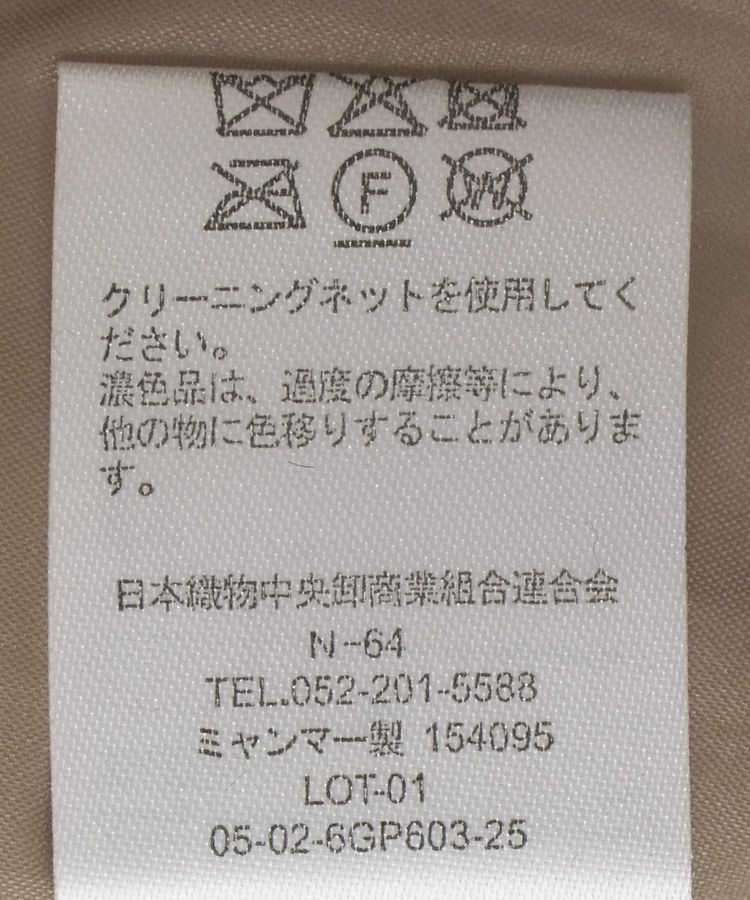 F W
クリーニングネットを使用してく
ださい。
濃色品は、過度の摩擦等により、
他の物に色移りすることがありま
す。
日本織物中央卸商業組合連合会
N-64
TEL.052-201-5588
ミャンマー製 154095
LOT-01
05-02-6GP603-25